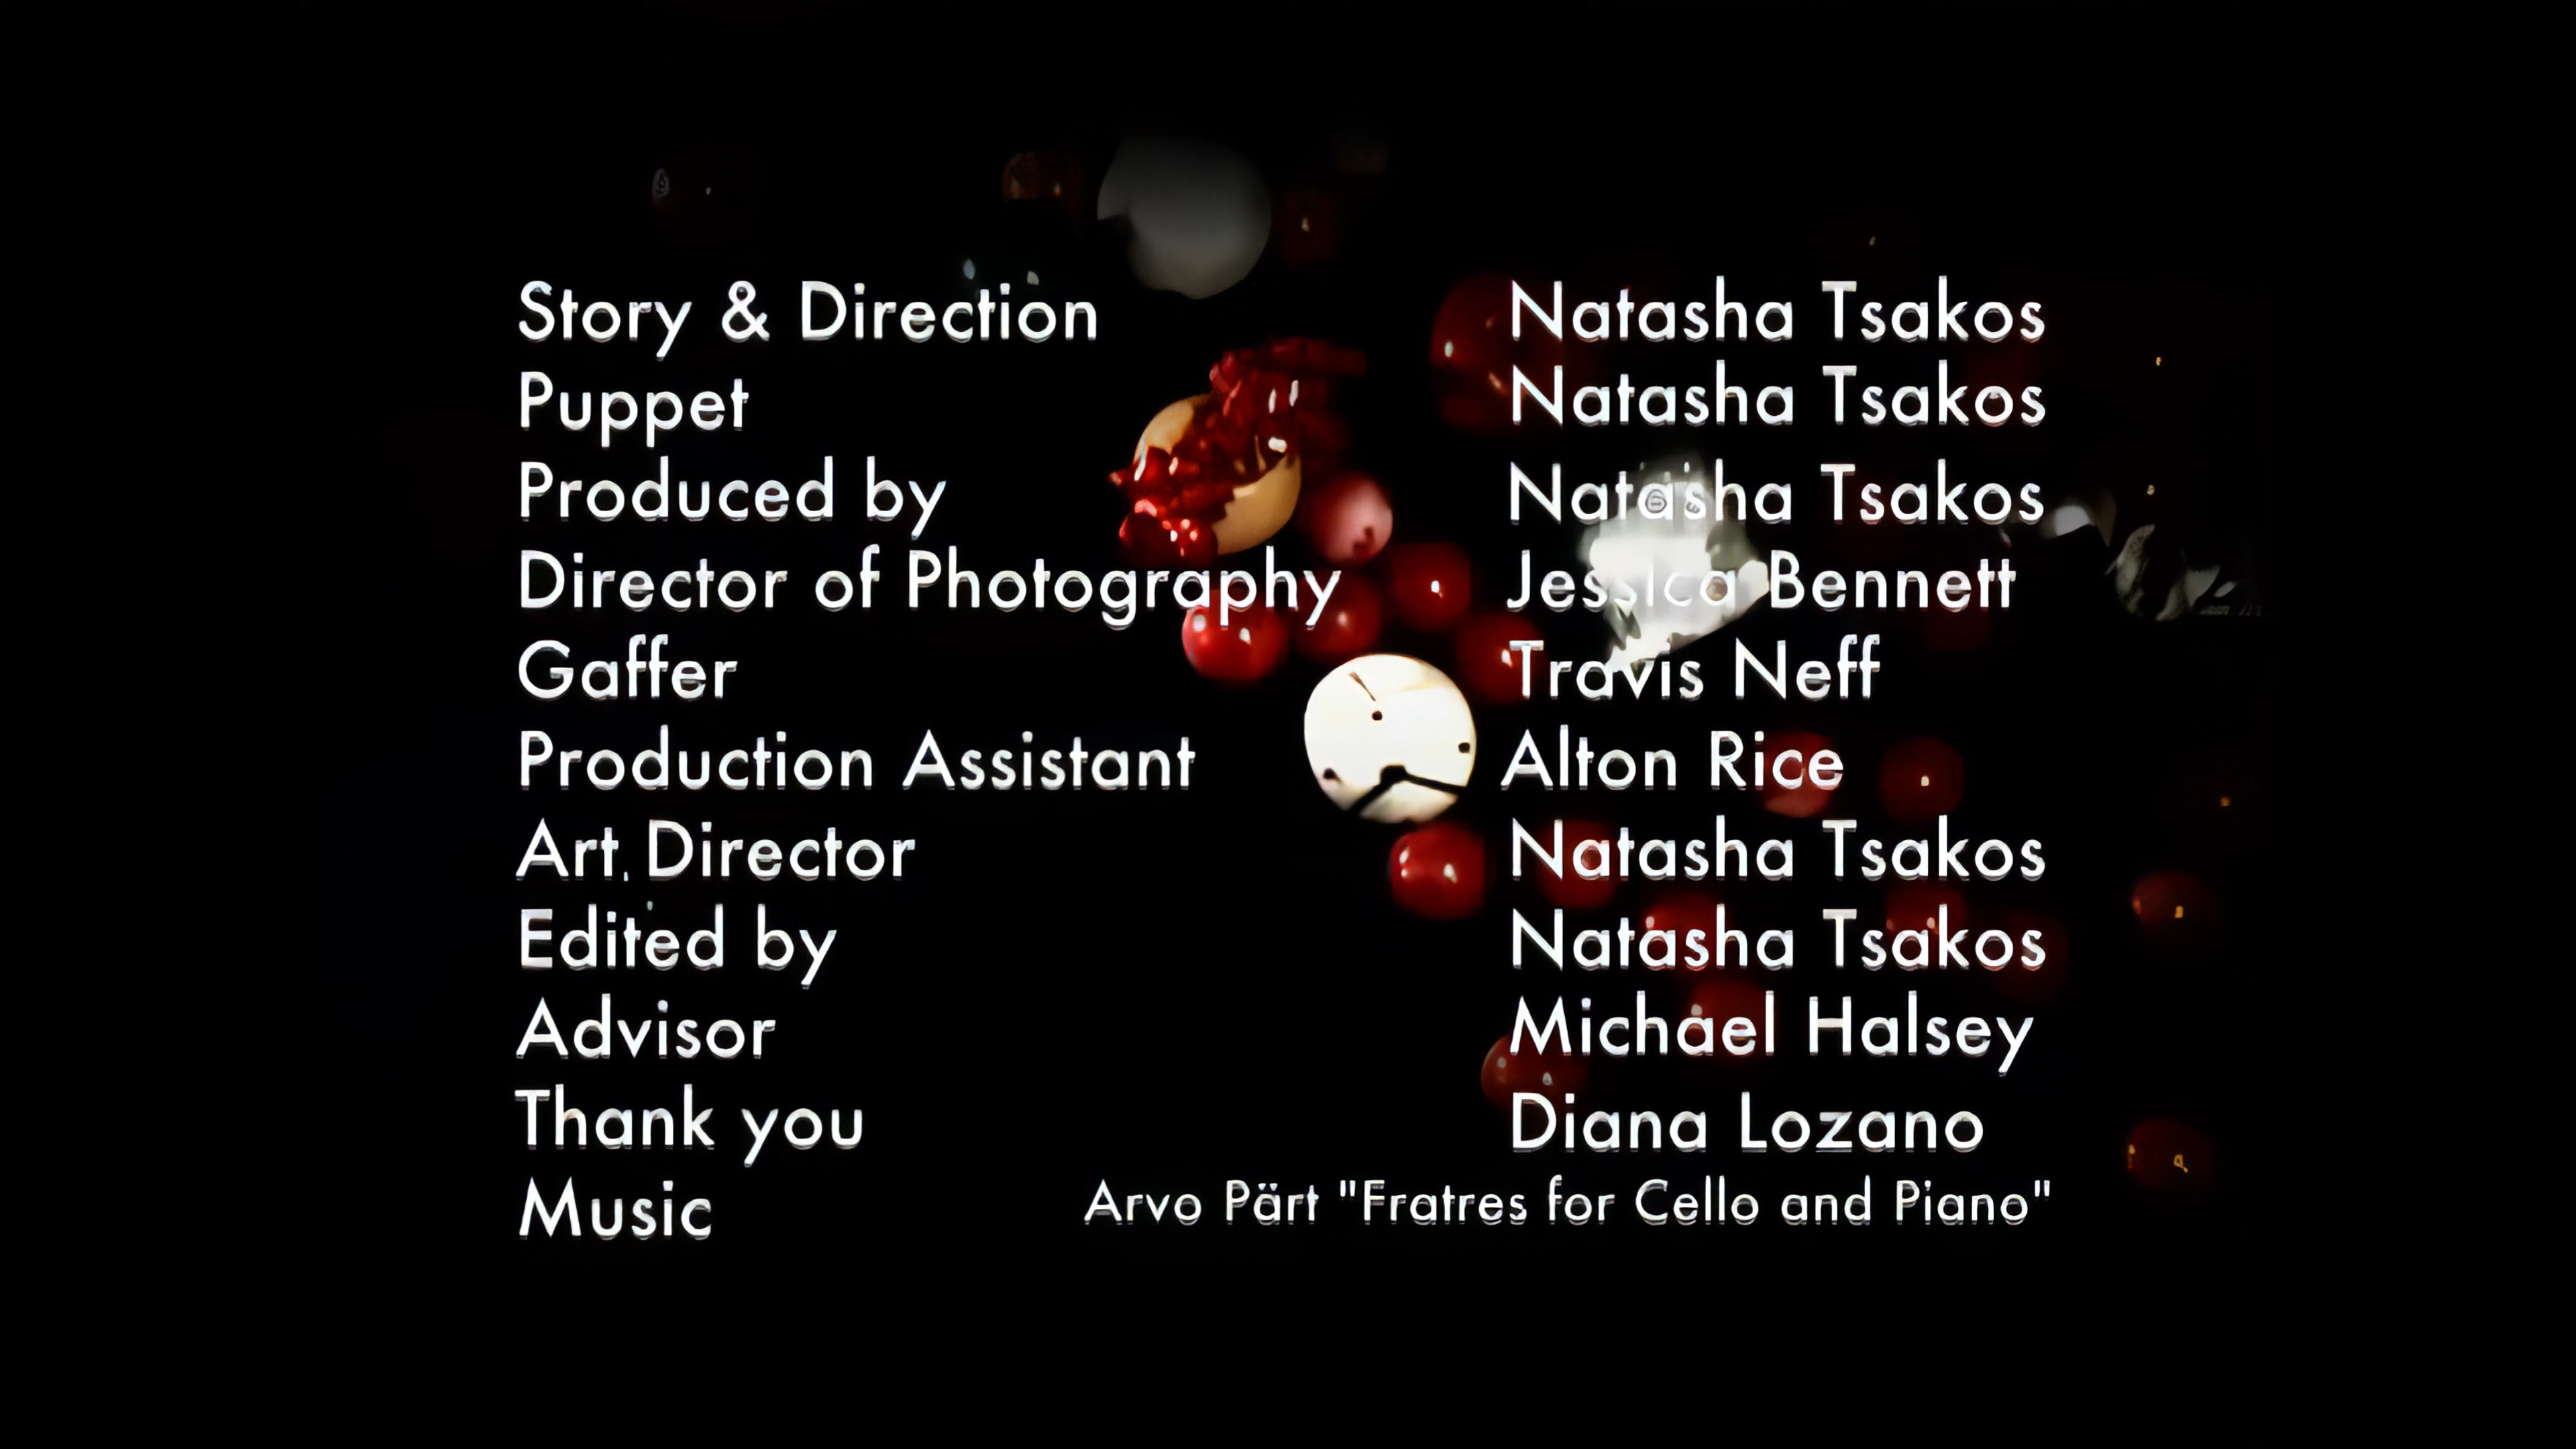 Story & Direction Natasha Tsakos
Puppet Natasha Tsakos
Produced by Natasha Tsakos
Director of Photography Jessica Bennett
Gaffer Travis Neff
Production Assistant Alton Rice
Art Director Natasha Tsakos
Edited by Natasha Tsakos
Advisor Michael Halsey
Thank you Diana Lozano
Music Arvo Pärt "Fratres for Cello and Piano"